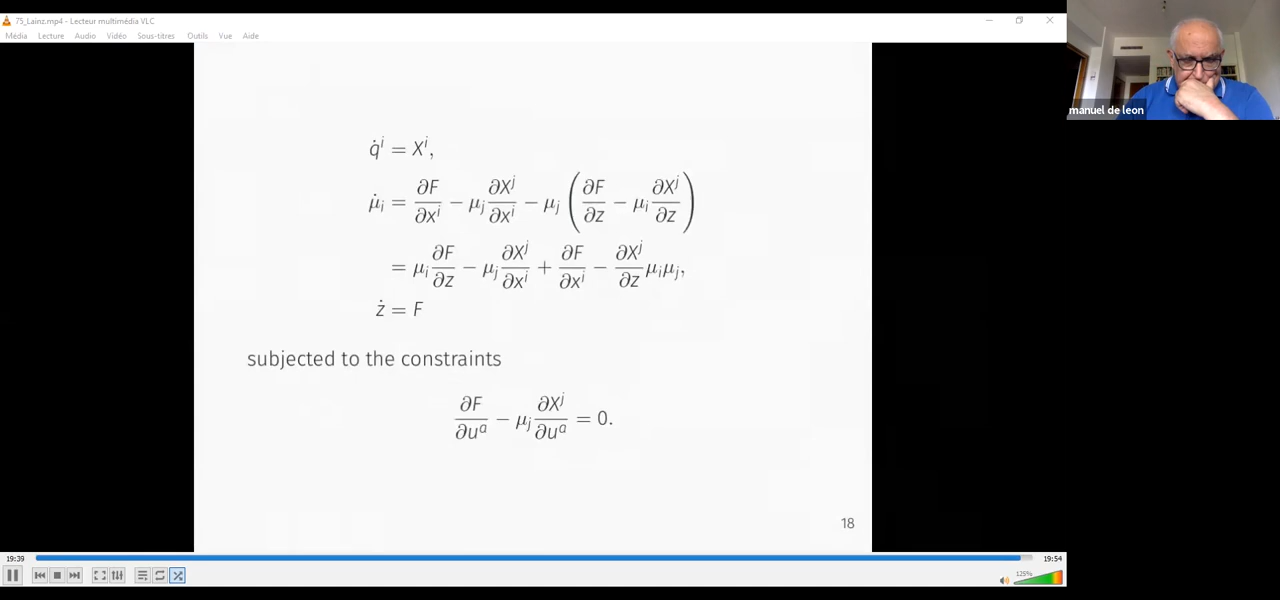 75_Lainz.mp4 - Lecteur multimédia VLC
Média Lecture Audio Vidéo Sous-titres Outils Vue Aide
manuel de leon
q̇ⁱ = Xⁱ,
μ̇ᵢ = ∂F/∂xⁱ − μⱼ ∂Xʲ/∂xⁱ − μⱼ (∂F/∂z − μᵢ ∂Xʲ/∂z)
= μᵢ ∂F/∂z − μⱼ ∂Xʲ/∂xⁱ + ∂F/∂xⁱ − ∂Xʲ/∂z μᵢμⱼ,
ż = F
subjected to the constraints
∂F/∂uᵃ − μⱼ ∂Xʲ/∂uᵃ = 0.
18
19:39
19:54
125%